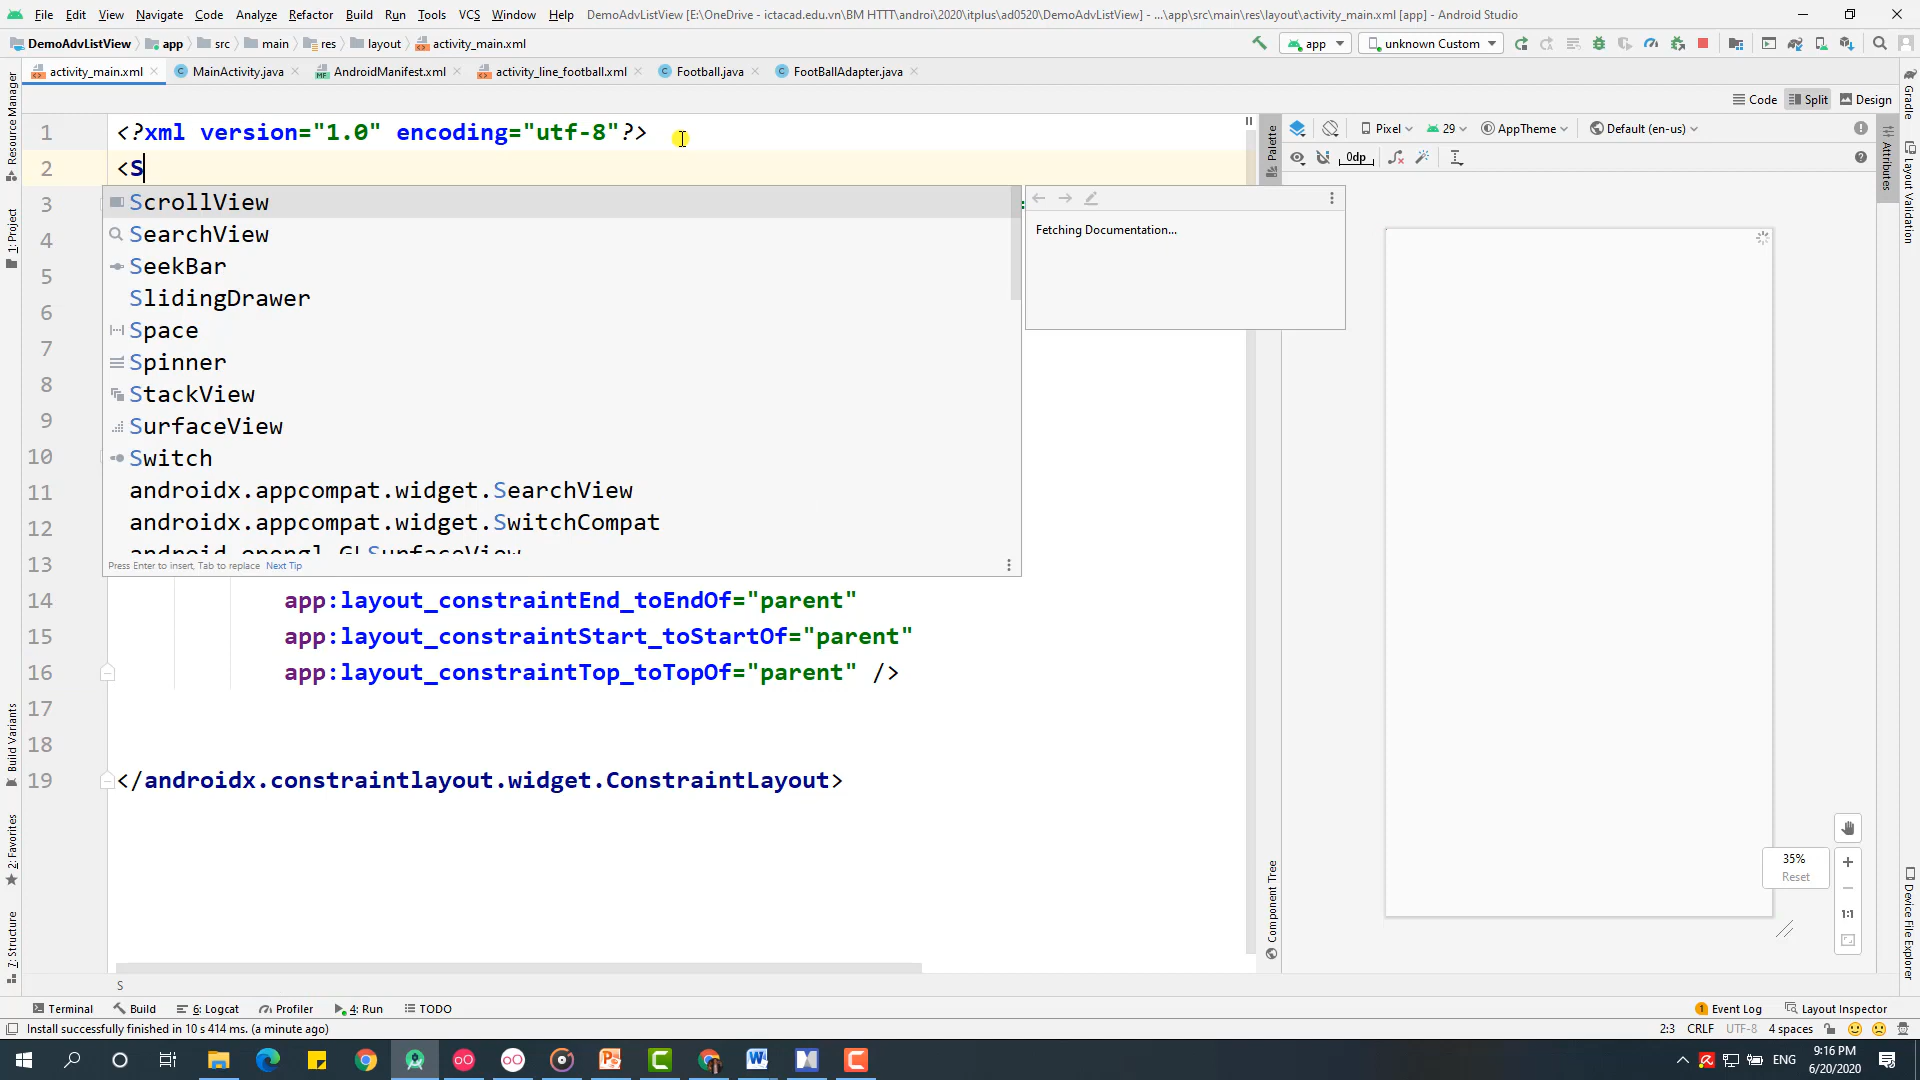 File Edit View Navigate Code Analyze Refactor Build Run Tools VCS Window Help DemoAdvListView [E:\OneDrive - ictacad.edu.vn\BM HTTT\androi\2020\itplus\ad0520\DemoAdvListView] - ...\app\src\main\res\layout\activity_main.xml [app] - Android Studio
DemoAdvListView app src main res layout activity_main.xml app unknown Custom
activity_main.xml MainActivity.java AndroidManifest.xml activity_line_football.xml Football.java FootBallAdapter.java
Code Split Design
Resource Manager
1: Project
Build Variants
2: Favorites
7: Structure
1 <?xml version="1.0" encoding="utf-8"?>
2 <S
3
4
5
6
7
8
9
10
11
12
13
14 app:layout_constraintEnd_toEndOf="parent"
15 app:layout_constraintStart_toStartOf="parent"
16 app:layout_constraintTop_toTopOf="parent" />
17
18
19 </androidx.constraintlayout.widget.ConstraintLayout>
ScrollView
SearchView
SeekBar
SlidingDrawer
Space
Spinner
StackView
SurfaceView
Switch
androidx.appcompat.widget.SearchView
androidx.appcompat.widget.SwitchCompat
android.opengl.GLSurfaceView
Press Enter to insert, Tab to replace Next Tip
Fetching Documentation...
Palette
Component Tree
Pixel 29 AppTheme Default (en-us)
0dp
35%
Reset
1:1
Attributes
Gradle
Layout Validation
Device File Explorer
S
Terminal Build 6: Logcat Profiler 4: Run TODO 1 Event Log Layout Inspector
Install successfully finished in 10 s 414 ms. (a minute ago) 2:3 CRLF UTF-8 4 spaces
ENG 9:16 PM
6/20/2020